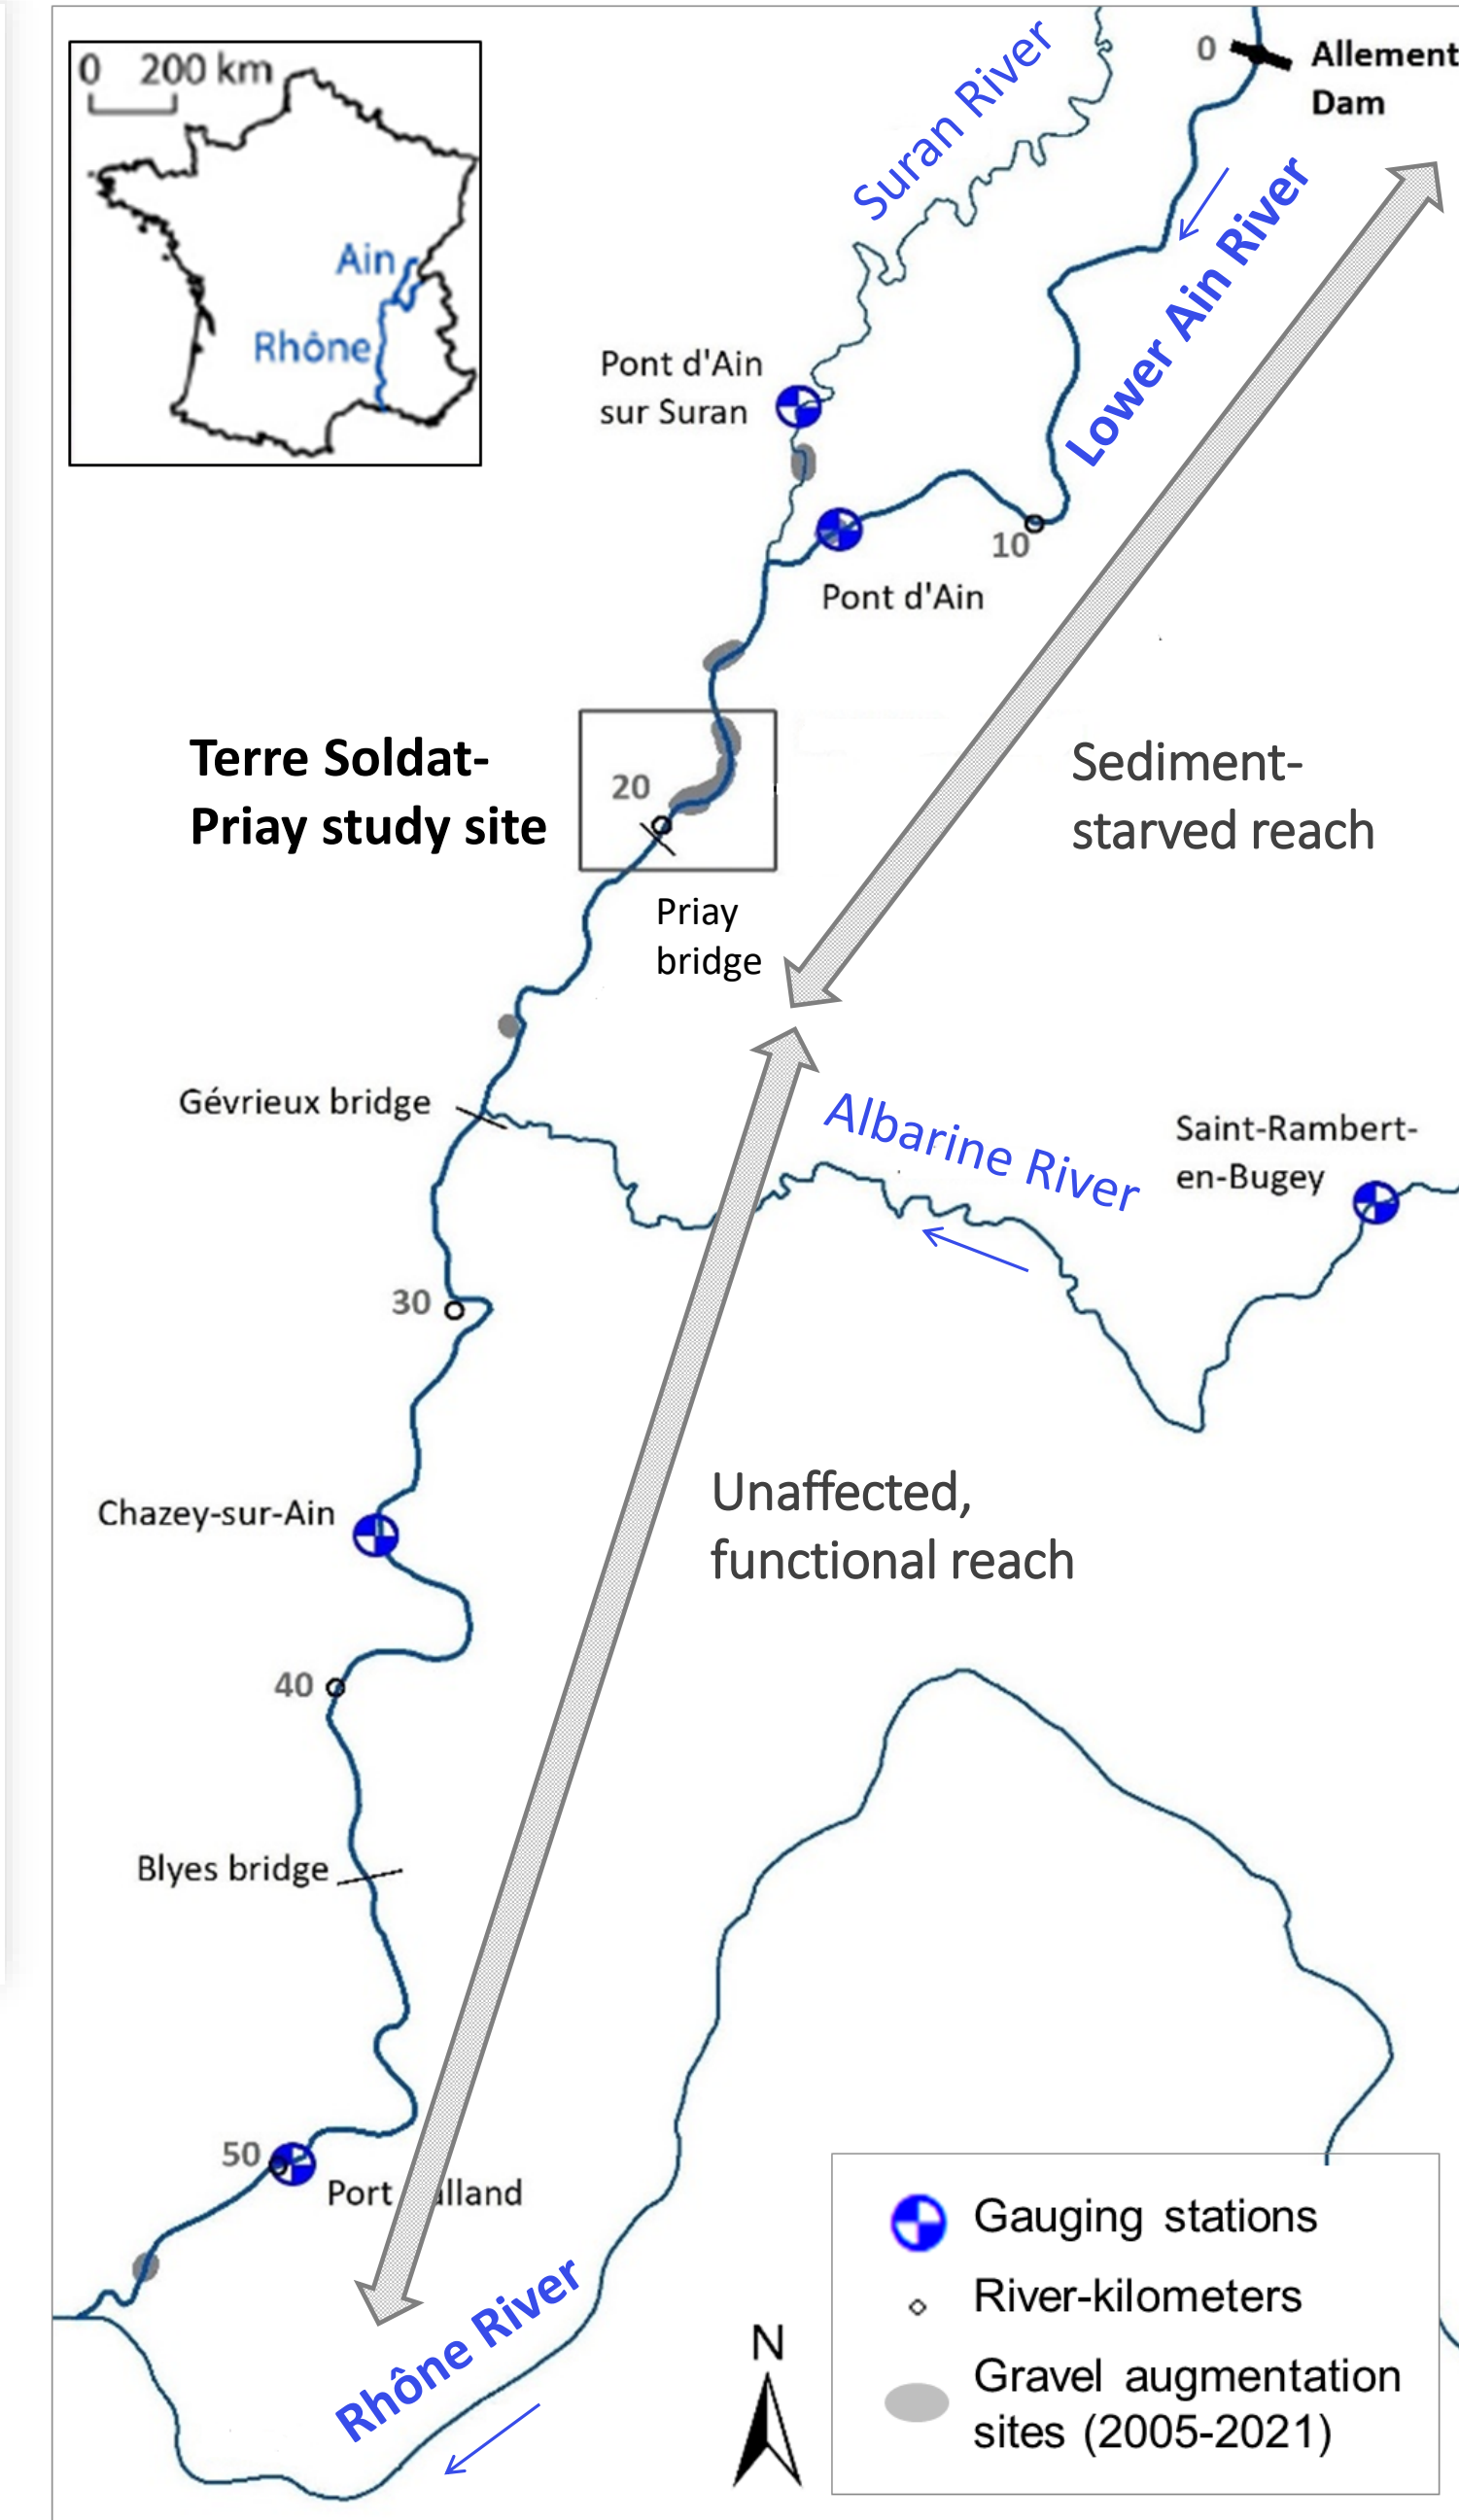 0 200 km
Ain
Rhône
Suran River
0
Allement
Dam
Lower Ain River
Pont d'Ain
sur Suran
10
Pont d'Ain
Terre Soldat-
Priay study site
20
Priay
bridge
Sediment-
starved reach
Gévrieux bridge
Albarine River
Saint-Rambert-
en-Bugey
30
Chazey-sur-Ain
Unaffected,
functional reach
40
Blyes bridge
50
Port
Rhône River
N
Gauging stations
River-kilometers
Gravel augmentation
sites (2005-2021)